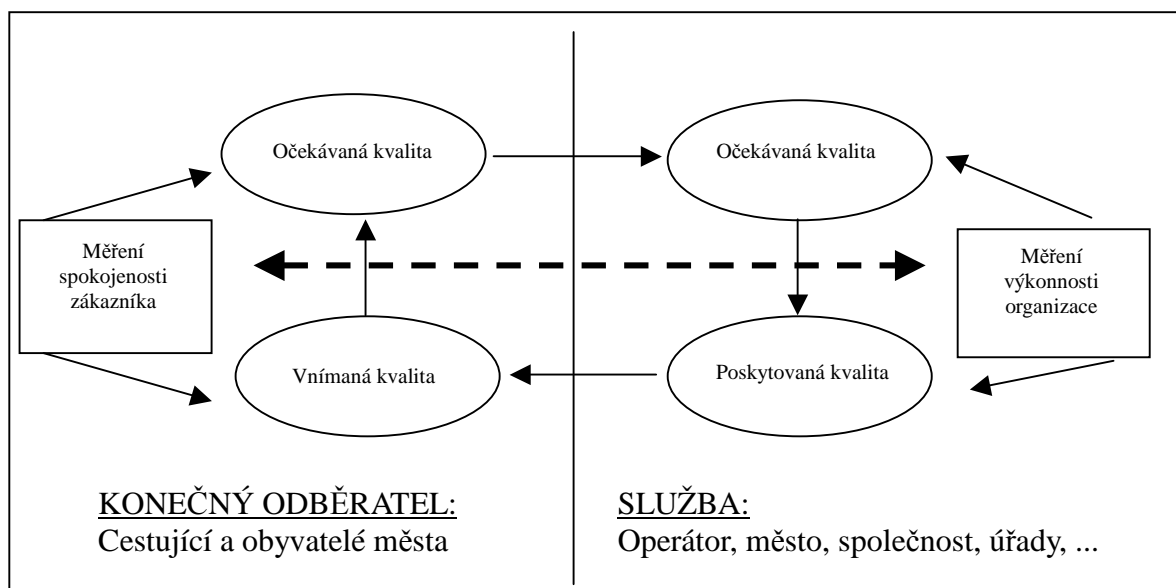 Očekávaná kvalita
Očekávaná kvalita
Měření
spokojenosti
zákazníka
Měření
výkonnosti
organizace
Vnímaná kvalita
Poskytovaná kvalita
KONEČNÝ ODBĚRATEL:
Cestující a obyvatelé města
SLUŽBA:
Operátor, město, společnost, úřady, ...